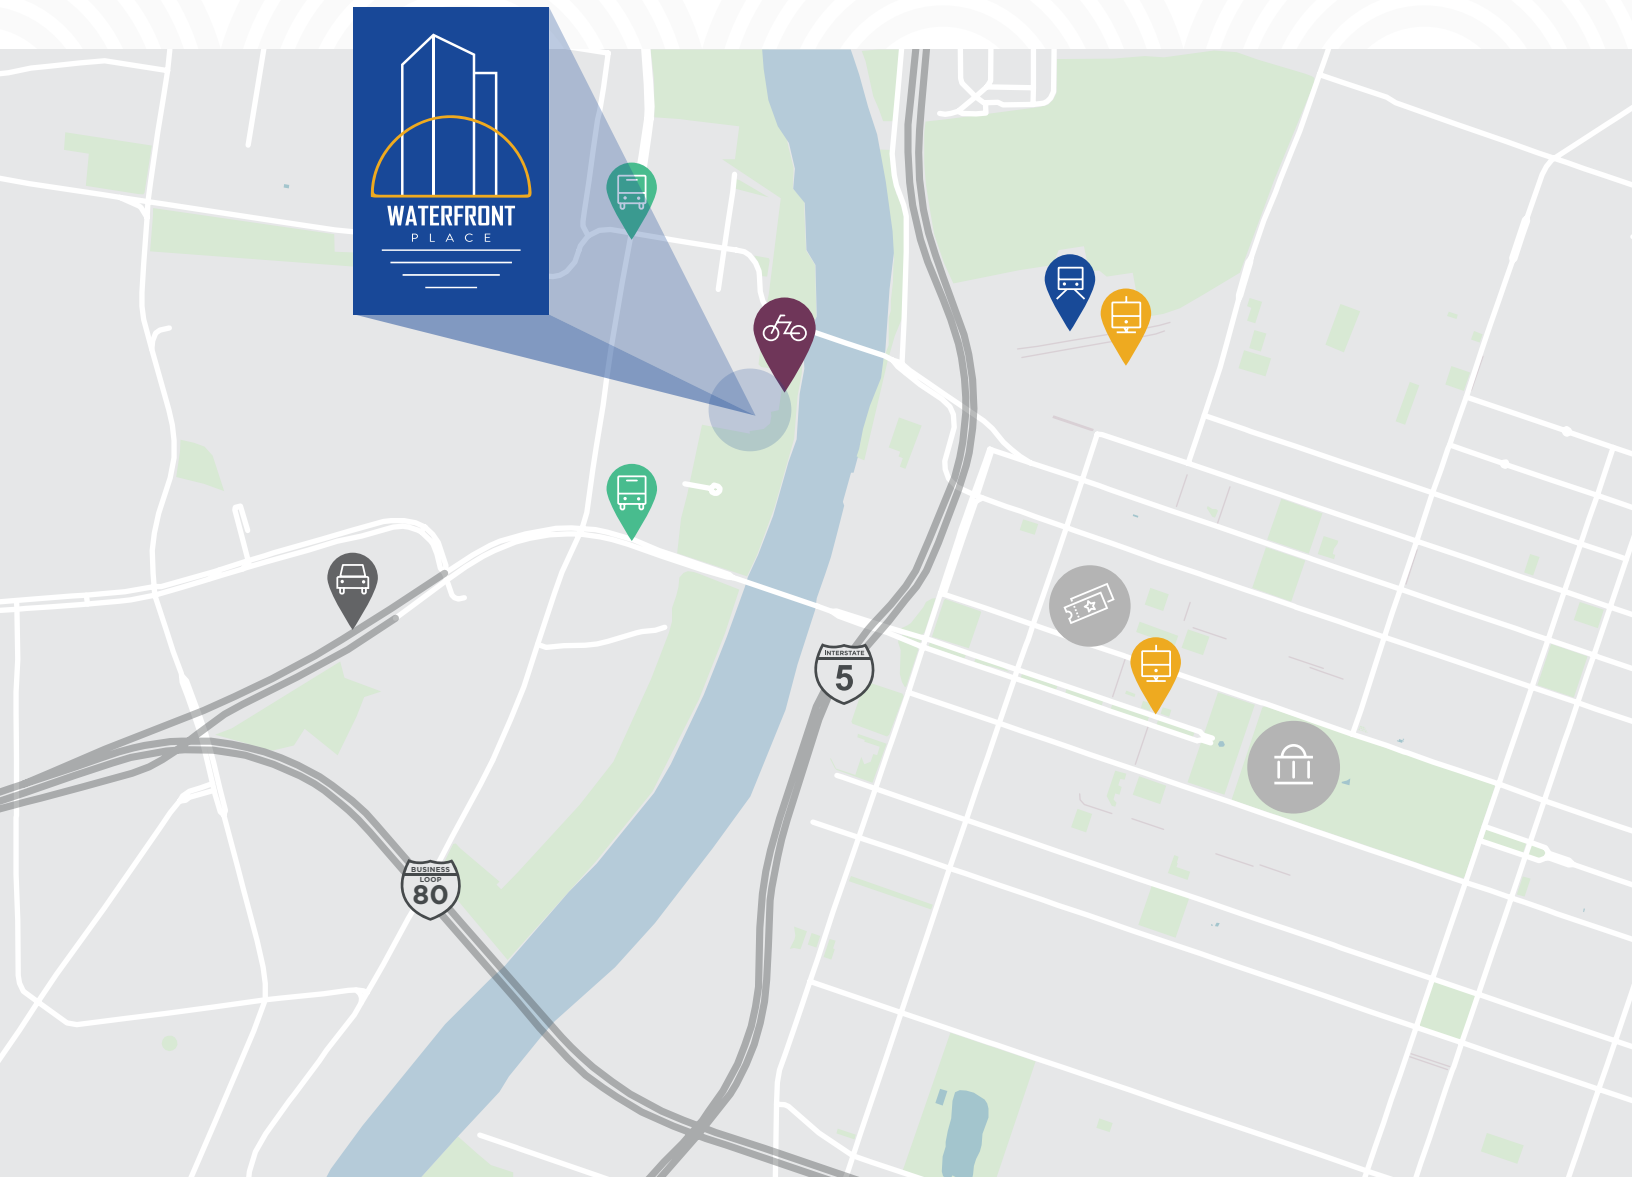 WATERFRONT
PLACE
INTERSTATE
5
BUSINESS
LOOP
80